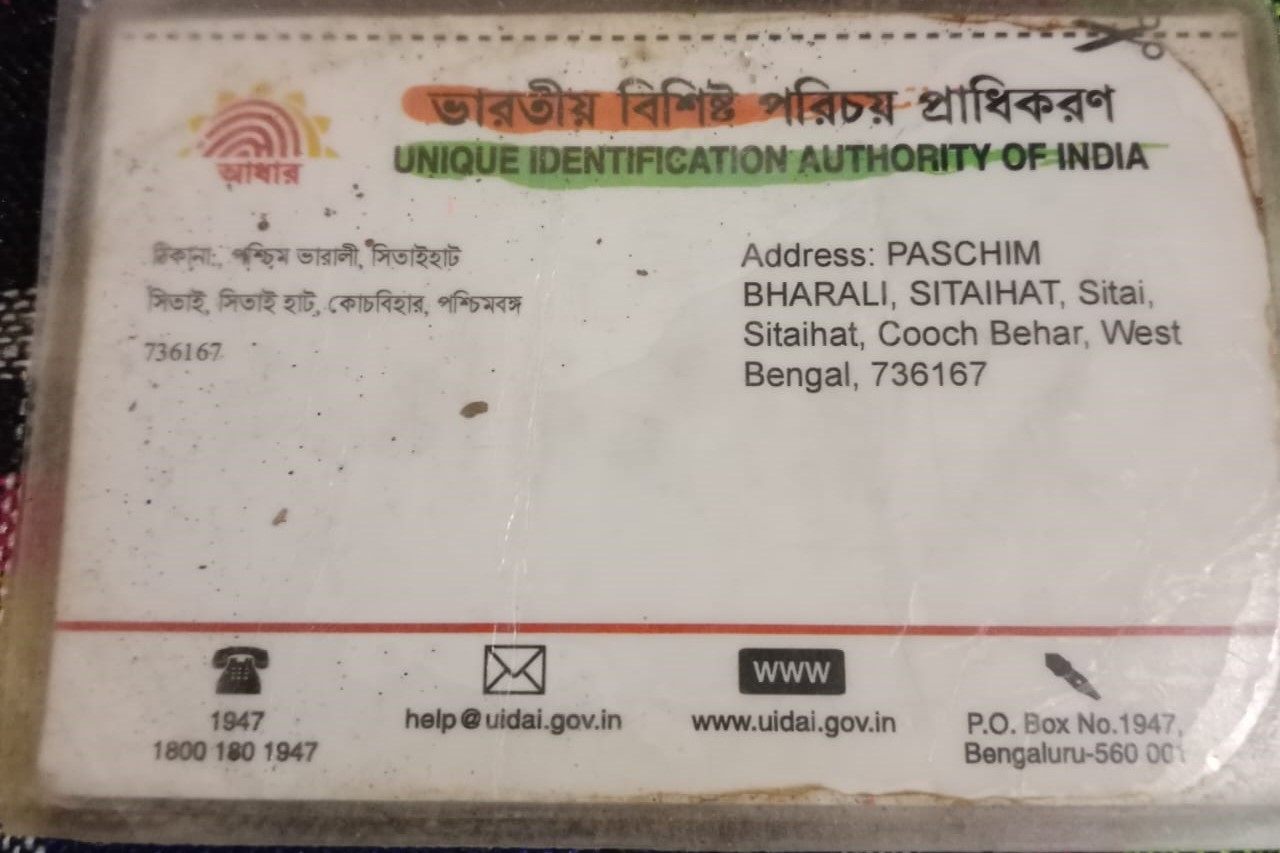 ভারতীয় বিশিষ্ট পরিচয় প্রাধিকরণ
UNIQUE IDENTIFICATION AUTHORITY OF INDIA
আধার
ঠিকানা:, পশ্চিম ভারালী, সিতাইহাট
সিতাই, সিতাই হাট, কোচবিহার, পশ্চিমবঙ্গ
736167
Address: PASCHIM
BHARALI, SITAIHAT, Sitai,
Sitaihat, Cooch Behar, West
Bengal, 736167
1947
1800 180 1947
help@uidai.gov.in
www
www.uidai.gov.in
P.O. Box No.1947,
Bengaluru-560 001